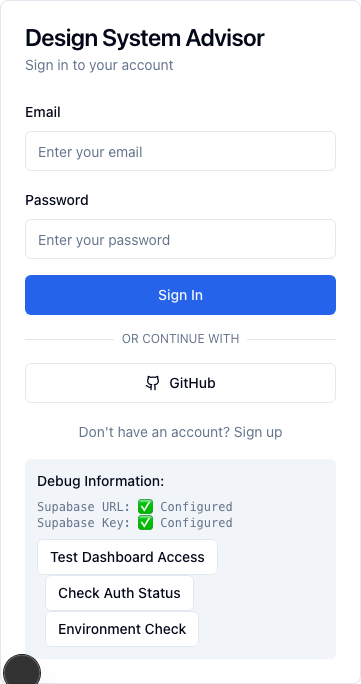 Design System Advisor
Sign in to your account
Email
Enter your email
Password
Enter your password
Sign In
OR CONTINUE WITH
GitHub
Don't have an account? Sign up
Debug Information:
Supabase URL: ✅ Configured
Supabase Key: ✅ Configured
Test Dashboard Access
Check Auth Status
Environment Check